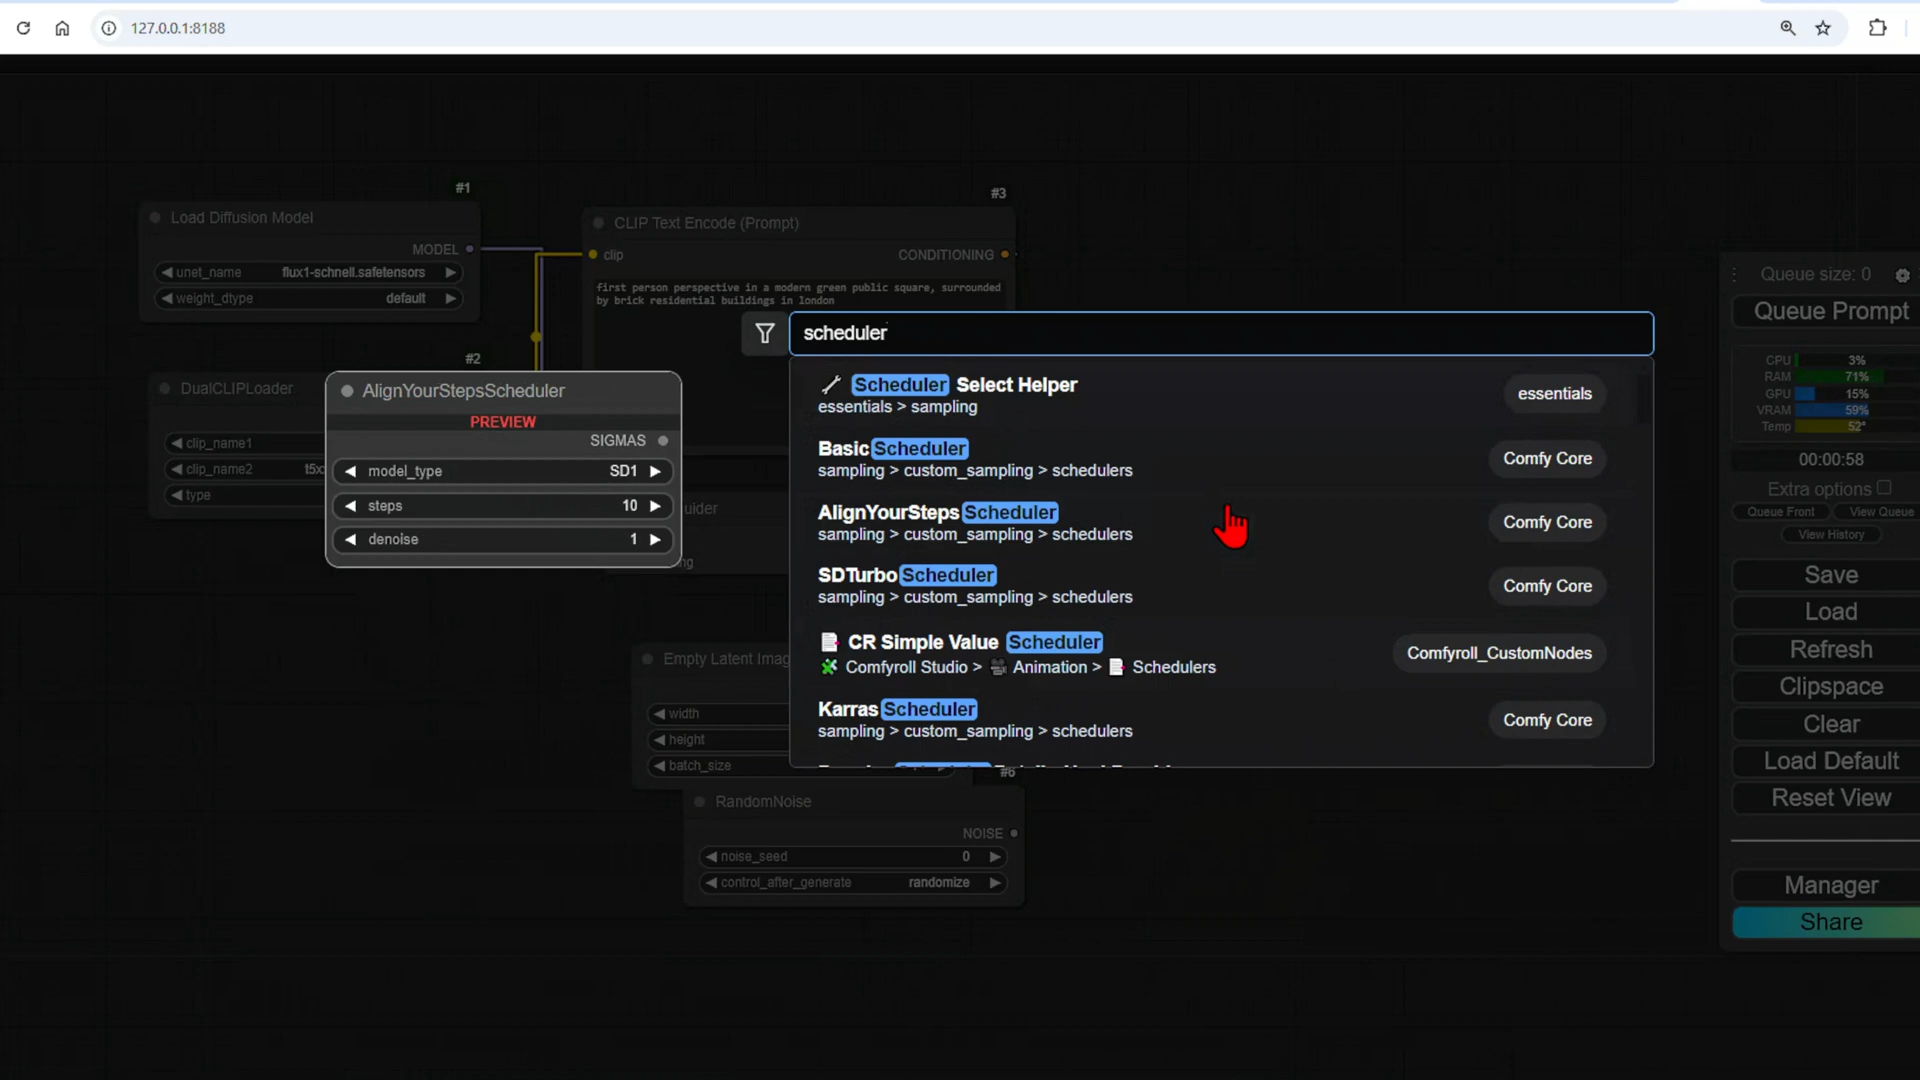 127.0.0.1:8188
#1
Load Diffusion Model
MODEL
unet_name flux1-schnell.safetensors
weight_dtype default
#3
CLIP Text Encode (Prompt)
clip
CONDITIONING
first person perspective in a modern green public square, surrounded
by brick residential buildings in london
#2
DualCLIPLoader
clip_name1
clip_name2
type
AlignYourStepsScheduler
PREVIEW
SIGMAS
model_type SD1
steps 10
denoise 1
scheduler
Scheduler Select Helper
essentials > sampling
essentials
BasicScheduler
sampling > custom_sampling > schedulers
Comfy Core
AlignYourStepsScheduler
sampling > custom_sampling > schedulers
Comfy Core
SDTurboScheduler
sampling > custom_sampling > schedulers
Comfy Core
CR Simple Value Scheduler
Comfyroll Studio > Animation > Schedulers
Comfyroll_CustomNodes
KarrasScheduler
sampling > custom_sampling > schedulers
Comfy Core
Empty Latent Imag
width
height
batch_size
#6
RandomNoise
NOISE
noise_seed 0
control_after_generate randomize
Queue size: 0
Queue Prompt
CPU 3%
RAM 71%
GPU 15%
VRAM 59%
Temp 52°
00:00:58
Extra options
Queue Front View Queue
View History
Save
Load
Refresh
Clipspace
Clear
Load Default
Reset View
Manager
Share